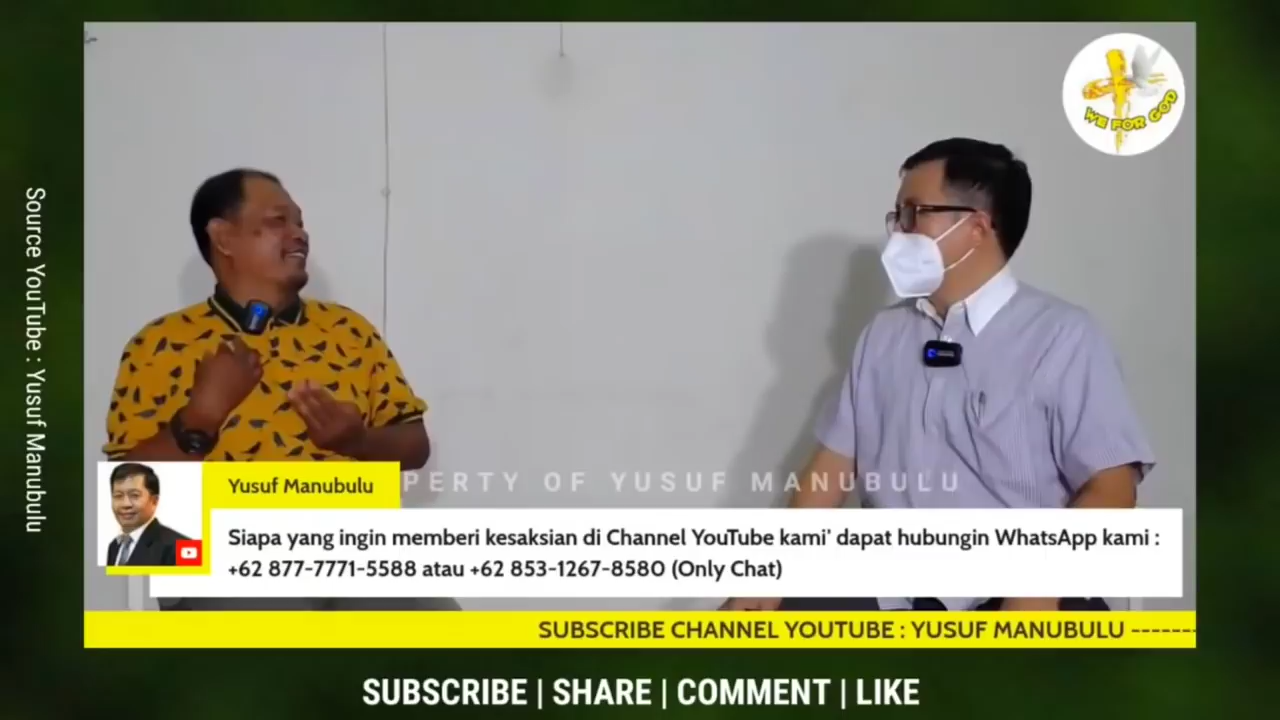 WE FOR GOD
Source YouTube : Yusuf Manubulu
PERTY OF YUSUF MANUBULU
Yusuf Manubulu
Siapa yang ingin memberi kesaksian di Channel YouTube kami' dapat hubungin WhatsApp kami :
+62 877-7771-5588 atau +62 853-1267-8580 (Only Chat)
SUBSCRIBE CHANNEL YOUTUBE : YUSUF MANUBULU ------
SUBSCRIBE | SHARE | COMMENT | LIKE